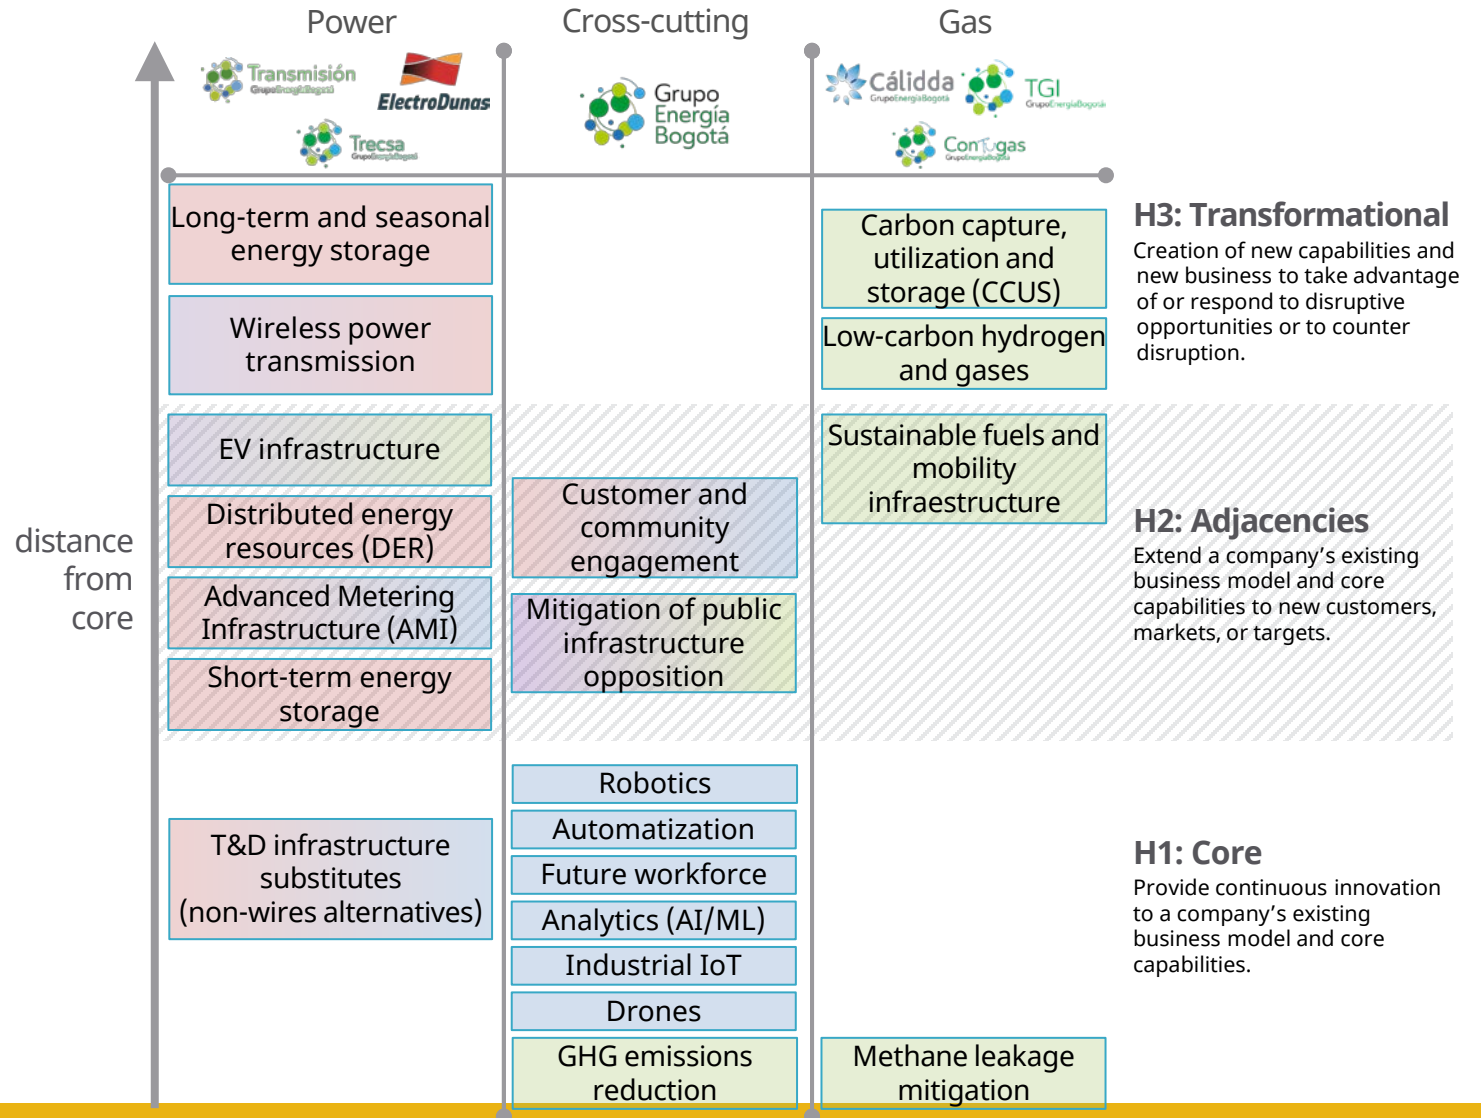 Power
Cross-cutting
Gas
Transmisión
GrupoEnergíaBogotá
ElectroDunas
Trecsa
GrupoEnergíaBogotá
Grupo
Energía
Bogotá
Cálidda
GrupoEnergíaBogotá
TGI
GrupoEnergíaBogotá
Contugas
GrupoEnergíaBogotá
distance
from
core
Long-term and seasonal
energy storage
Wireless power
transmission
EV infrastructure
Distributed energy
resources (DER)
Advanced Metering
Infrastructure (AMI)
Short-term energy
storage
T&D infrastructure
substitutes
(non-wires alternatives)
Customer and
community
engagement
Mitigation of public
infrastructure
opposition
Robotics
Automatization
Future workforce
Analytics (AI/ML)
Industrial IoT
Drones
GHG emissions
reduction
Carbon capture,
utilization and
storage (CCUS)
Low-carbon hydrogen
and gases
Sustainable fuels and
mobility
infraestructure
Methane leakage
mitigation
H3: Transformational
Creation of new capabilities and
new business to take advantage
of or respond to disruptive
opportunities or to counter
disruption.
H2: Adjacencies
Extend a company's existing
business model and core
capabilities to new customers,
markets, or targets.
H1: Core
Provide continuous innovation
to a company's existing
business model and core
capabilities.